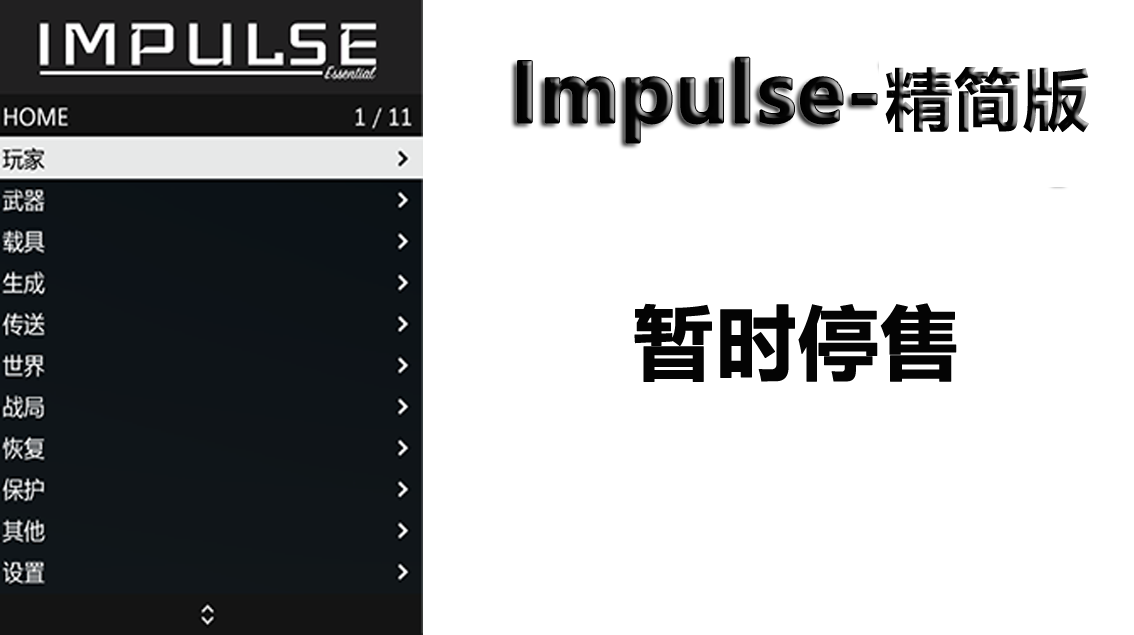 IMPULSE
Essential
HOME 1 / 11
玩家
武器
载具
生成
传送
世界
战局
恢复
保护
其他
设置
Impulse-精简版
暂时停售